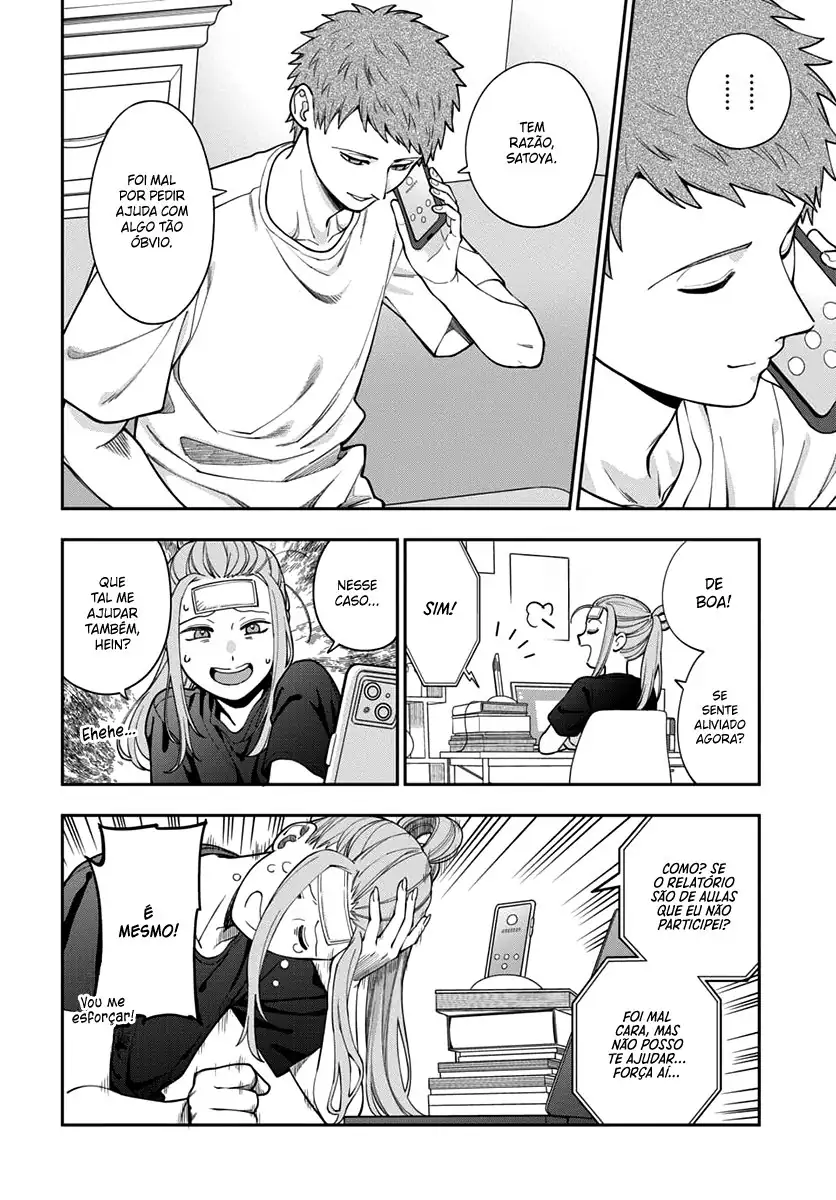 ......
TEM
RAZÃO,
SATOYA.
FOI MAL
POR PEDIR
AJUDA COM
ALGO TÃO
ÓBVIO.
DE
BOA!
SE
SENTE
ALIVIADO
AGORA?
SIM!
NESSE
CASO...
QUE
TAL ME
AJUDAR
TAMBÉM,
HEIN?
Ehehe...
COMO? SE
O RELATÓRIO
SÃO DE AULAS
QUE EU NÃO
PARTICIPEI?
FOI MAL
CARA, MAS
NÃO POSSO
TE AJUDAR...
FORÇA AÍ...
É
MESMO!
Vou me
esforçar!